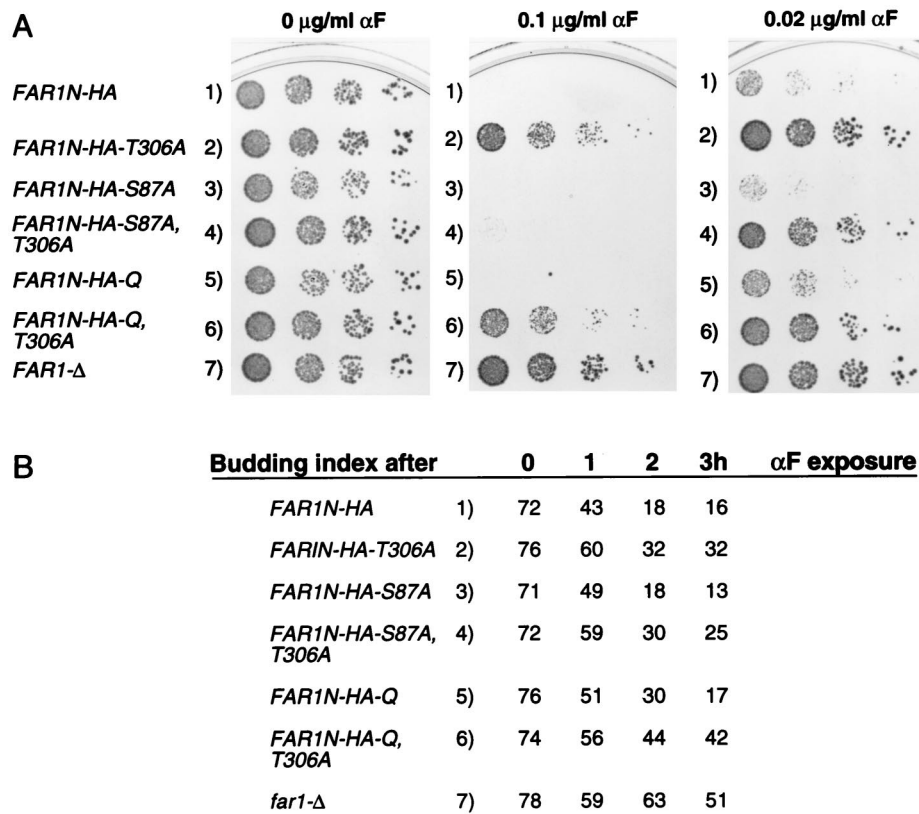 A
0 µg/ml αF
0.1 µg/ml αF
0.02 µg/ml αF
FAR1N-HA 1) 1) 1)
FAR1N-HA-T306A 2) 2) 2)
FAR1N-HA-S87A 3) 3) 3)
FAR1N-HA-S87A,
T306A 4) 4) 4)
FAR1N-HA-Q 5) 5) 5)
FAR1N-HA-Q,
T306A 6) 6) 6)
FAR1-Δ 7) 7) 7)
B
Budding index after 0 1 2 3h αF exposure
FAR1N-HA 1) 72 43 18 16
FARIN-HA-T306A 2) 76 60 32 32
FAR1N-HA-S87A 3) 71 49 18 13
FAR1N-HA-S87A,
T306A 4) 72 59 30 25
FAR1N-HA-Q 5) 76 51 30 17
FAR1N-HA-Q,
T306A 6) 74 56 44 42
far1-Δ 7) 78 59 63 51